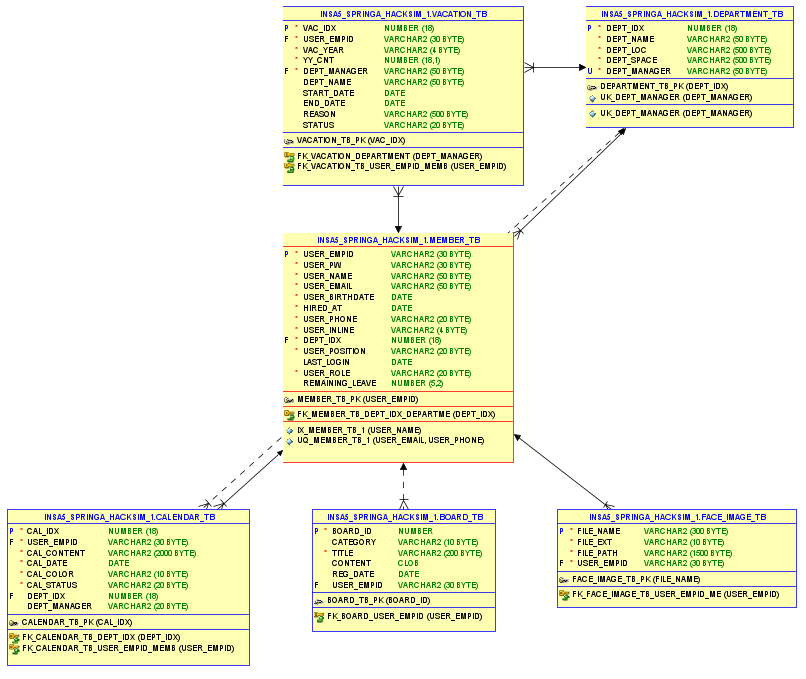 INSA5_SPRINGA_HACKSIM_1.VACATION_TB
P * VAC_IDX NUMBER (18)
F * USER_EMPID VARCHAR2 (30 BYTE)
* VAC_YEAR VARCHAR2 (4 BYTE)
* YY_CNT NUMBER (18,1)
F * DEPT_MANAGER VARCHAR2 (50 BYTE)
DEPT_NAME VARCHAR2 (50 BYTE)
START_DATE DATE
END_DATE DATE
REASON VARCHAR2 (500 BYTE)
STATUS VARCHAR2 (20 BYTE)
VACATION_TB_PK (VAC_IDX)
FK_VACATION_DEPARTMENT (DEPT_MANAGER)
FK_VACATION_TB_USER_EMPID_MEMB (USER_EMPID)
INSA5_SPRINGA_HACKSIM_1.DEPARTMENT_TB
P * DEPT_IDX NUMBER (18)
* DEPT_NAME VARCHAR2 (50 BYTE)
* DEPT_LOC VARCHAR2 (500 BYTE)
* DEPT_SPACE VARCHAR2 (500 BYTE)
U * DEPT_MANAGER VARCHAR2 (50 BYTE)
DEPARTMENT_TB_PK (DEPT_IDX)
UK_DEPT_MANAGER (DEPT_MANAGER)
UK_DEPT_MANAGER (DEPT_MANAGER)
INSA5_SPRINGA_HACKSIM_1.MEMBER_TB
P * USER_EMPID VARCHAR2 (30 BYTE)
* USER_PW VARCHAR2 (30 BYTE)
* USER_NAME VARCHAR2 (50 BYTE)
* USER_EMAIL VARCHAR2 (50 BYTE)
* USER_BIRTHDATE DATE
* HIRED_AT DATE
* USER_PHONE VARCHAR2 (20 BYTE)
* USER_INLINE VARCHAR2 (4 BYTE)
F * DEPT_IDX NUMBER (18)
* USER_POSITION VARCHAR2 (20 BYTE)
LAST_LOGIN DATE
* USER_ROLE VARCHAR2 (20 BYTE)
REMAINING_LEAVE NUMBER (5,2)
MEMBER_TB_PK (USER_EMPID)
FK_MEMBER_TB_DEPT_IDX_DEPARTME (DEPT_IDX)
IX_MEMBER_TB_1 (USER_NAME)
UQ_MEMBER_TB_1 (USER_EMAIL, USER_PHONE)
INSA5_SPRINGA_HACKSIM_1.CALENDAR_TB
P * CAL_IDX NUMBER (18)
F * USER_EMPID VARCHAR2 (30 BYTE)
* CAL_CONTENT VARCHAR2 (2000 BYTE)
* CAL_DATE DATE
* CAL_COLOR VARCHAR2 (10 BYTE)
* CAL_STATUS VARCHAR2 (20 BYTE)
F DEPT_IDX NUMBER (18)
DEPT_MANAGER VARCHAR2 (20 BYTE)
CALENDAR_TB_PK (CAL_IDX)
FK_CALENDAR_TB_DEPT_IDX (DEPT_IDX)
FK_CALENDAR_TB_USER_EMPID_MEMB (USER_EMPID)
INSA5_SPRINGA_HACKSIM_1.BOARD_TB
P * BOARD_ID NUMBER
CATEGORY VARCHAR2 (10 BYTE)
* TITLE VARCHAR2 (200 BYTE)
CONTENT CLOB
REG_DATE DATE
F USER_EMPID VARCHAR2 (30 BYTE)
BOARD_TB_PK (BOARD_ID)
FK_BOARD_USER_EMPID (USER_EMPID)
INSA5_SPRINGA_HACKSIM_1.FACE_IMAGE_TB
P * FILE_NAME VARCHAR2 (300 BYTE)
* FILE_EXT VARCHAR2 (10 BYTE)
* FILE_PATH VARCHAR2 (1500 BYTE)
F * USER_EMPID VARCHAR2 (30 BYTE)
FACE_IMAGE_TB_PK (FILE_NAME)
FK_FACE_IMAGE_TB_USER_EMPID_ME (USER_EMPID)